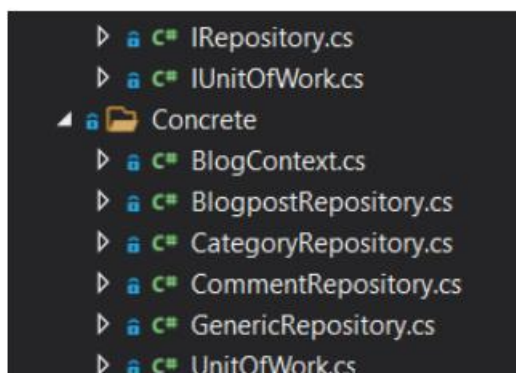 C# IRepository.cs
C# IUnitOfWork.cs
Concrete
C# BlogContext.cs
C# BlogpostRepository.cs
C# CategoryRepository.cs
C# CommentRepository.cs
C# GenericRepository.cs
C# UnitOfWork.cs